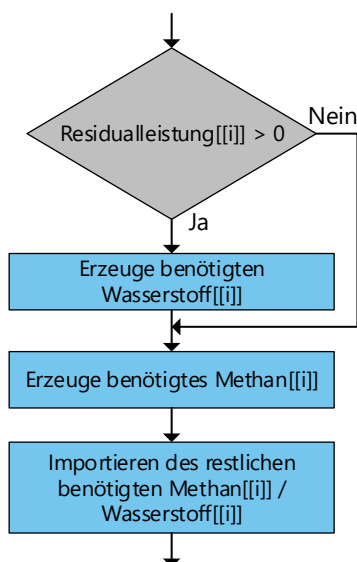 Residualleistung[[i]] > 0
Nein
Ja
Erzeuge benötigten
Wasserstoff[[i]]
Erzeuge benötigtes Methan[[i]]
Importieren des restlichen
benötigten Methan[[i]] /
Wasserstoff[[i]]